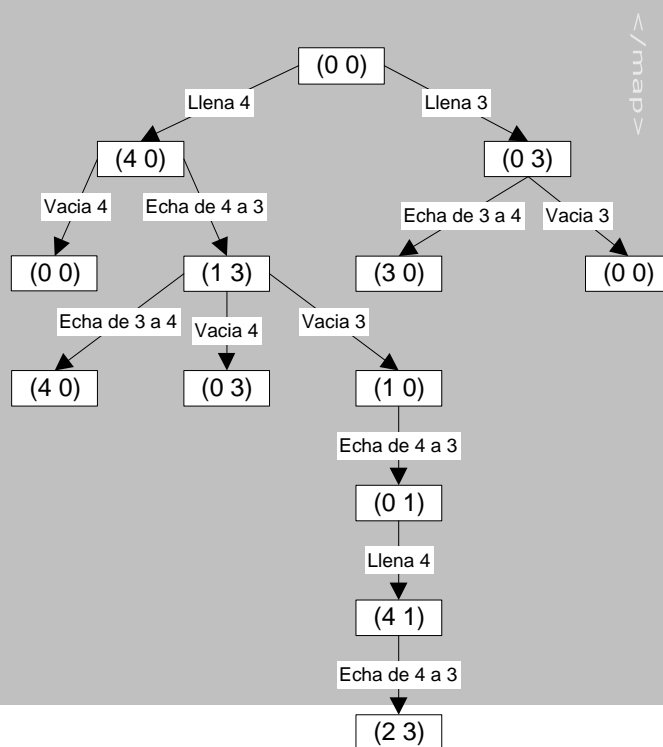 </map>
(0 0)
Llena 4
Llena 3
(4 0)
(0 3)
Vacia 4
Echa de 4 a 3
Echa de 3 a 4
Vacia 3
(0 0)
(1 3)
(3 0)
(0 0)
Echa de 3 a 4
Vacia 4
Vacia 3
(4 0)
(0 3)
(1 0)
Echa de 4 a 3
(0 1)
Llena 4
(4 1)
Echa de 4 a 3
(2 3)